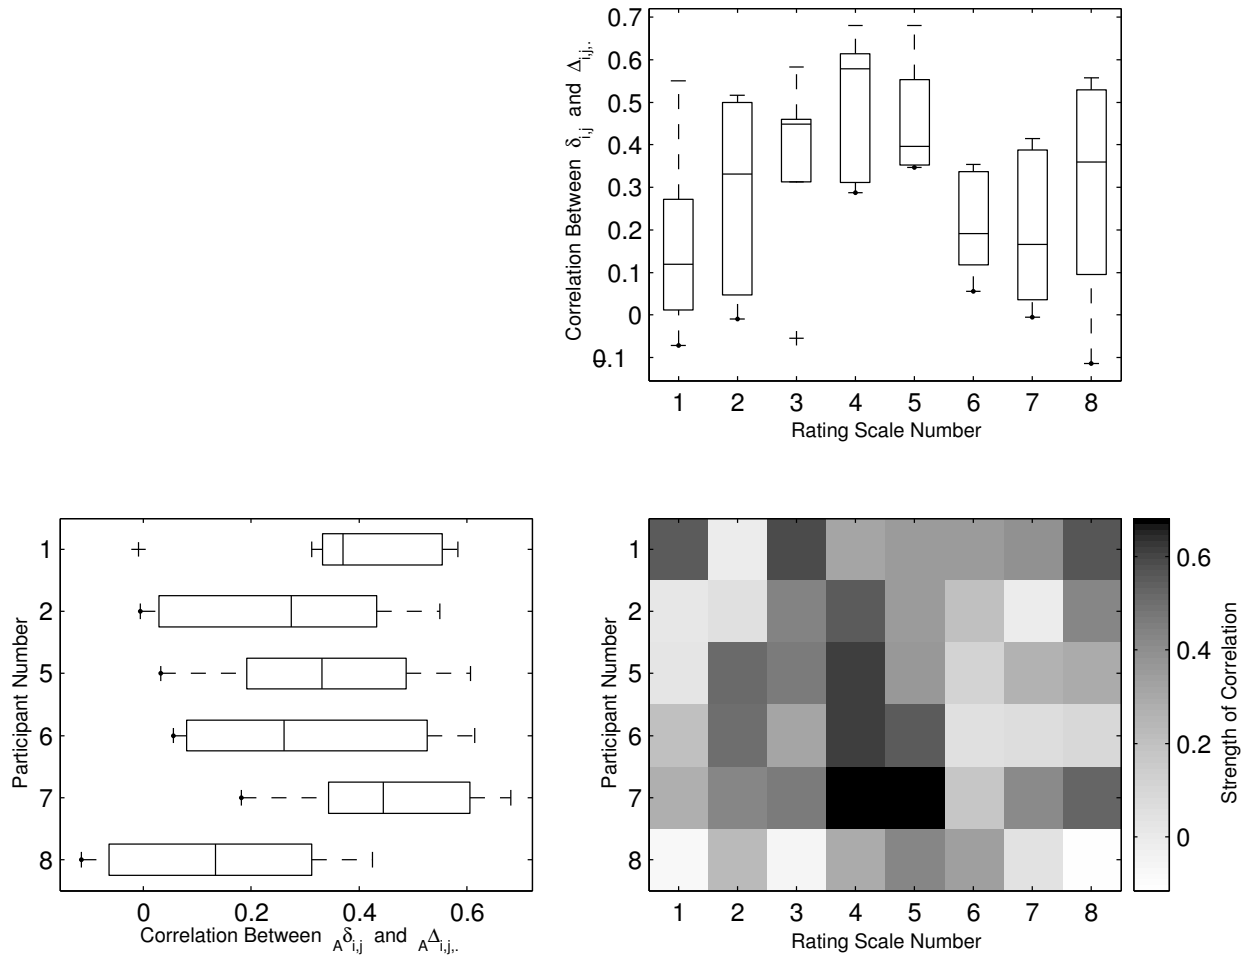 0.7
0.6
0.5
0.4
0.3
0.2
0.1
0
-0.1
Correlation Between δi,j and Δi,j,.
1 2 3 4 5 6 7 8
Rating Scale Number
1
2
5
6
7
8
Participant Number
0 0.2 0.4 0.6
Correlation Between Aδi,j and AΔi,j,.
1
2
5
6
7
8
Participant Number
1 2 3 4 5 6 7 8
Rating Scale Number
0.6
0.4
0.2
0
Strength of Correlation